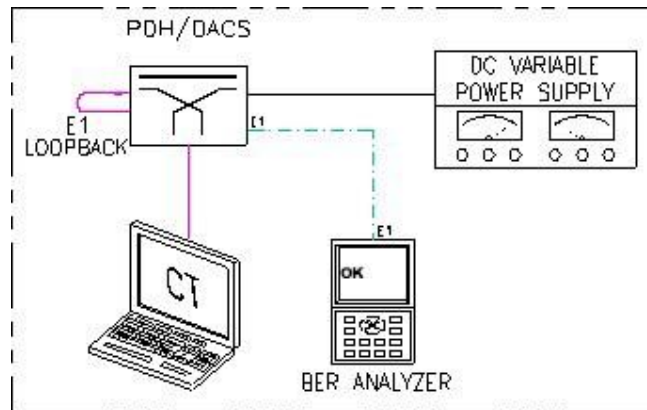 PDH/DACS
DC VARIABLE
POWER SUPPLY
E1
LOOPBACK
E1
E1
CT
OK
BER ANALYZER